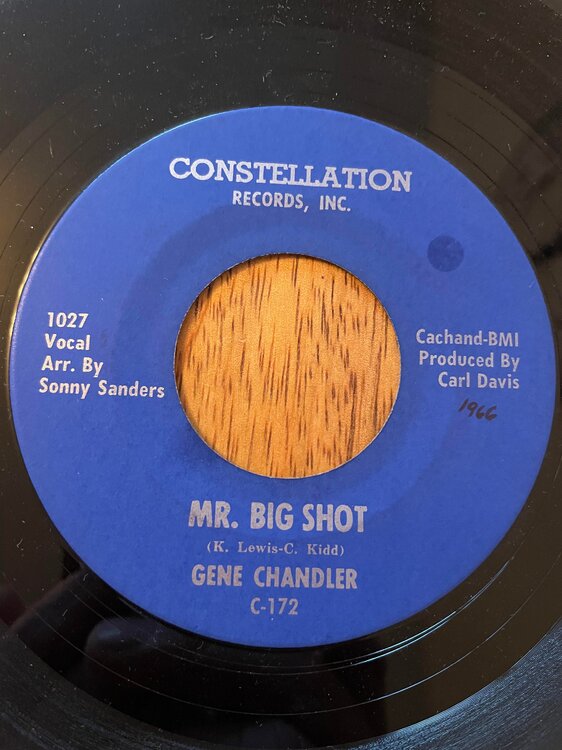 CONSTELLATION
RECORDS, INC.
1027
Vocal
Arr. By
Sonny Sanders
Cachand-BMI
Produced By
Carl Davis
1966
MR. BIG SHOT
(K. Lewis-C. Kidd)
GENE CHANDLER
C-172